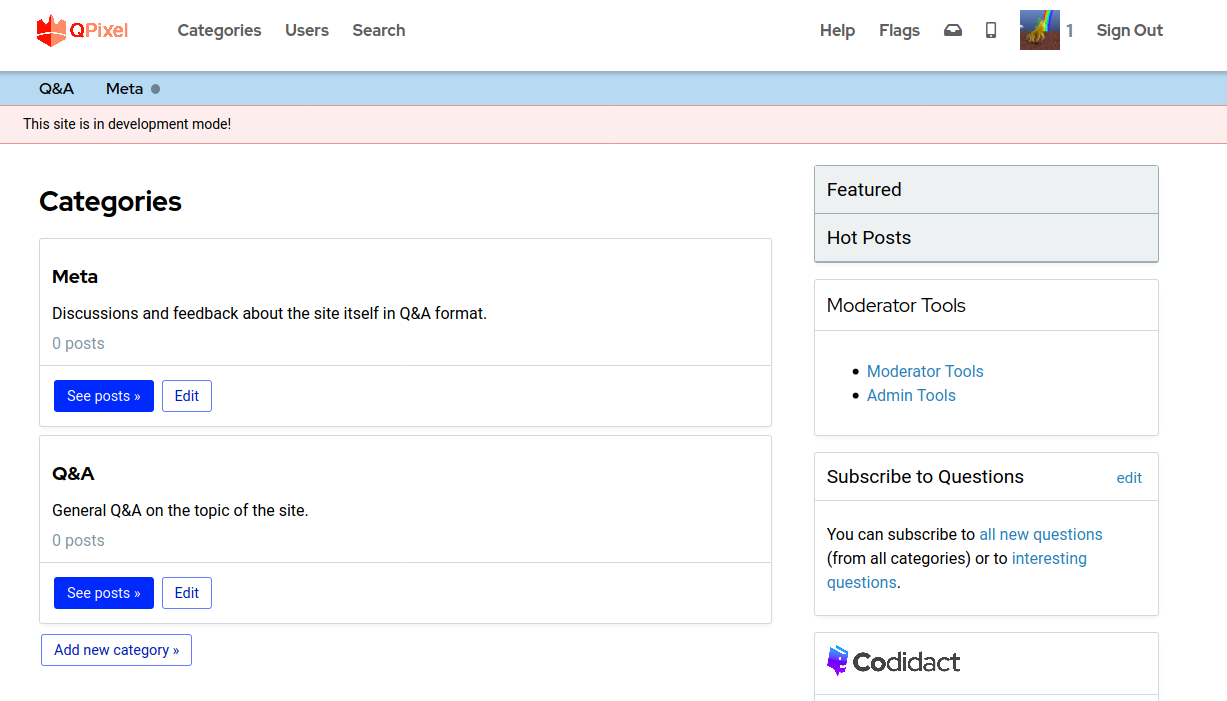 QPixel Categories Users Search Help Flags 1 Sign Out
Q&A Meta
This site is in development mode!
Categories
Meta
Discussions and feedback about the site itself in Q&A format.
0 posts
See posts » Edit
Q&A
General Q&A on the topic of the site.
0 posts
See posts » Edit
Add new category »
Featured
Hot Posts
Moderator Tools
Moderator Tools
Admin Tools
Subscribe to Questions edit
You can subscribe to all new questions
(from all categories) or to interesting
questions.
Codidact